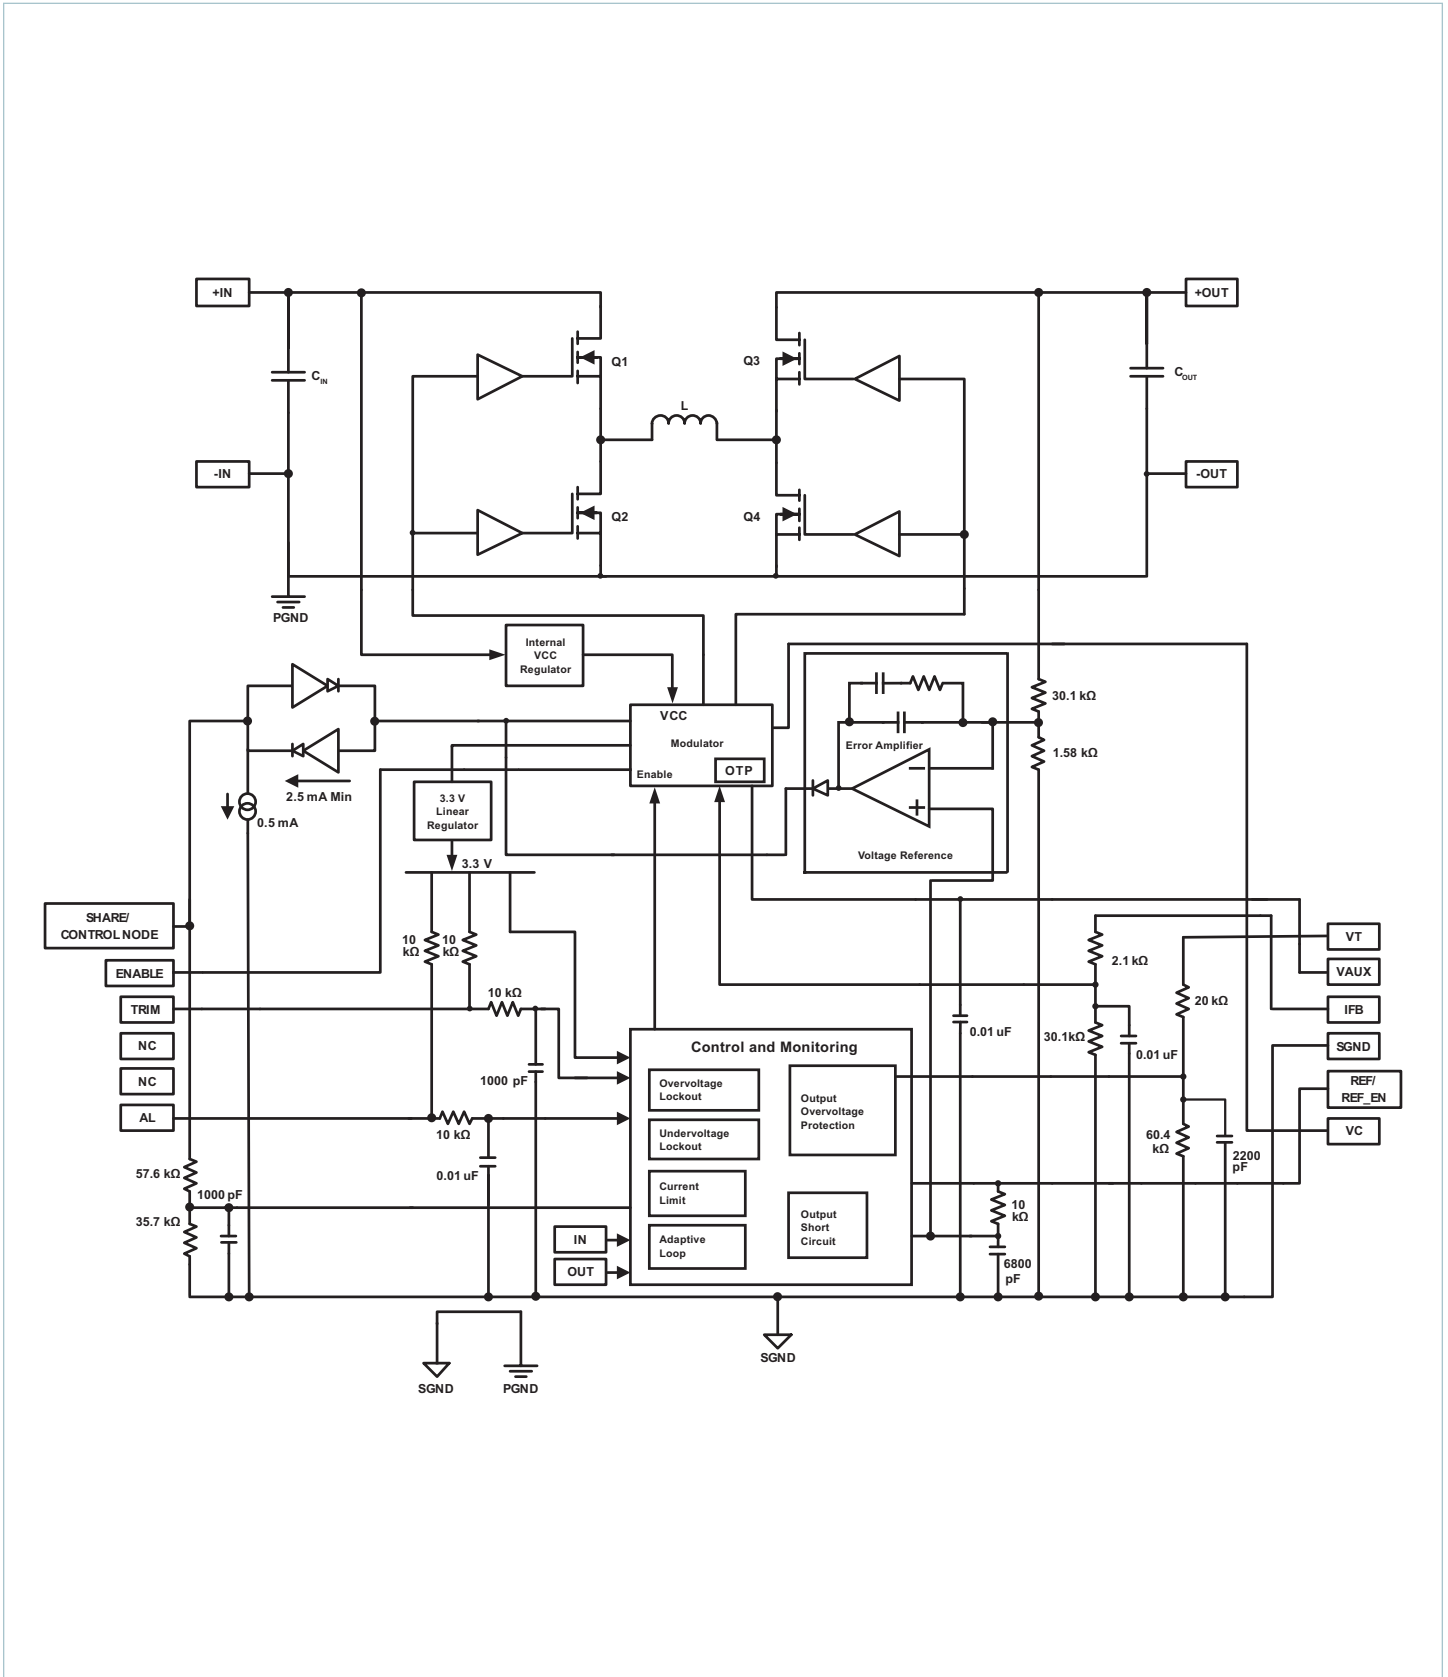 +IN
+OUT
Q1
Q3
C_IN
C_OUT
L
-IN
-OUT
Q2
Q4
PGND
Internal
VCC
Regulator
30.1 kΩ
VCC
Modulator
Error Amplifier
1.58 kΩ
OTP
Enable
−
+
2.5 mA Min
0.5 mA
3.3 V
Linear
Regulator
Voltage Reference
3.3 V
SHARE/
CONTROL NODE
10
kΩ
10
kΩ
VT
2.1 kΩ
ENABLE
VAUX
10 kΩ
20 kΩ
TRIM
IFB
0.01 uF
30.1kΩ
NC
Control and Monitoring
SGND
0.01 uF
1000 pF
NC
Overvoltage
Lockout
Output
Overvoltage
Protection
REF/
REF_EN
AL
10 kΩ
Undervoltage
Lockout
60.4
kΩ
VC
2200
pF
57.6 kΩ
0.01 uF
Current
Limit
1000 pF
35.7 kΩ
10
kΩ
Output
Short
Circuit
IN
Adaptive
Loop
OUT
6800
pF
SGND
SGND
PGND